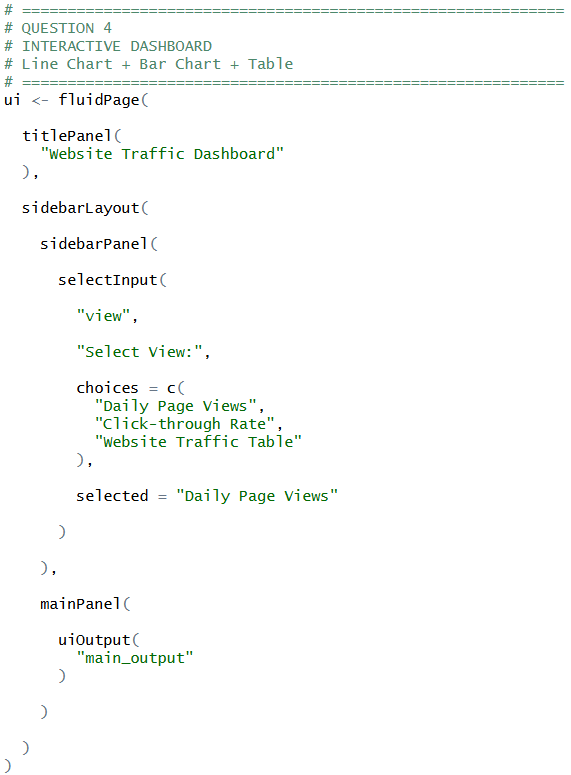 # ============================================================
# QUESTION 4
# INTERACTIVE DASHBOARD
# Line Chart + Bar Chart + Table
# ============================================================
ui <- fluidPage(
titlePanel(
"Website Traffic Dashboard"
),
sidebarLayout(
sidebarPanel(
selectInput(
"view",
"Select View:",
choices = c(
"Daily Page Views",
"Click-through Rate",
"Website Traffic Table"
),
selected = "Daily Page Views"
)
),
mainPanel(
uiOutput(
"main_output"
)
)
)
)